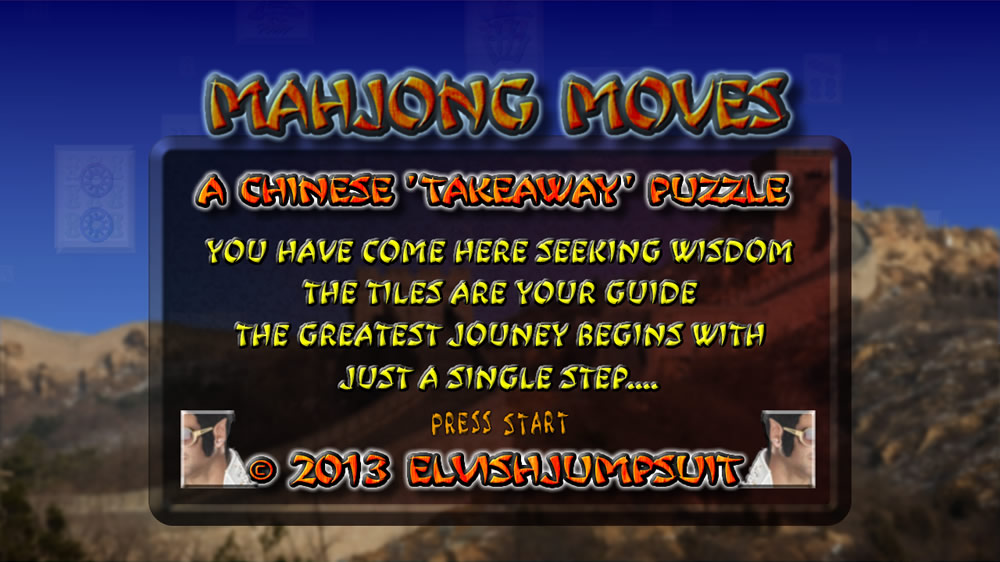 MAHJONG MOVES
A CHINESE 'TAKEAWAY' PUZZLE
YOU HAVE COME HERE SEEKING WISDOM
THE TILES ARE YOUR GUIDE
THE GREATEST JOUNEY BEGINS WITH
JUST A SINGLE STEP....
PRESS START
© 2013 ELVISHJUMPSUIT